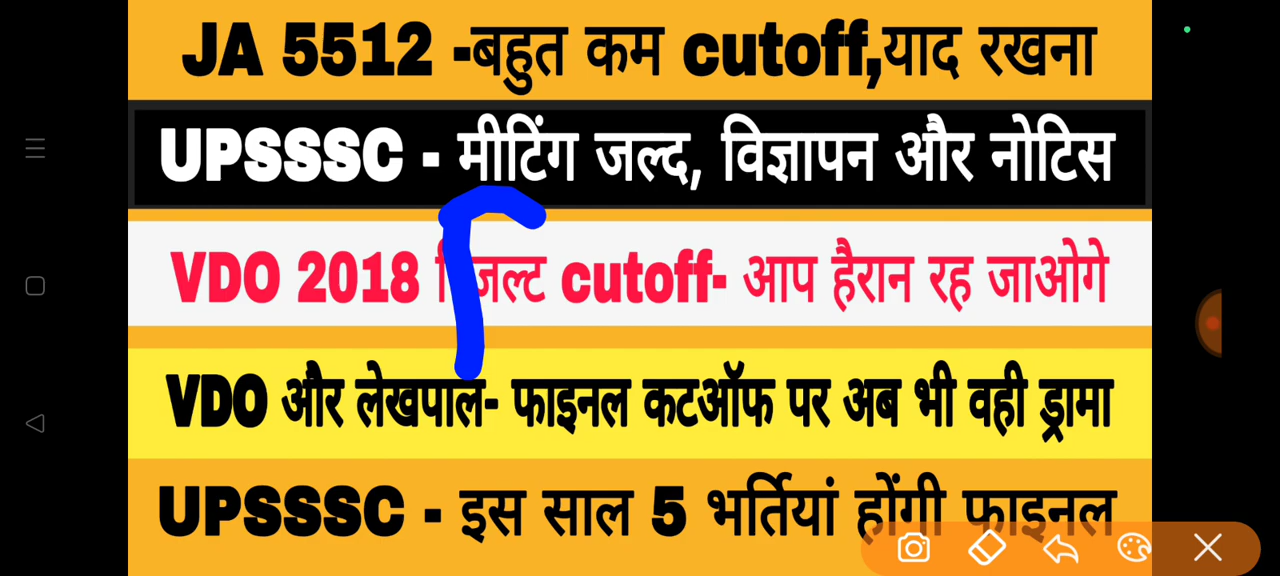 JA 5512 -बहुत कम cutoff,याद रखना
UPSSSC - मीटिंग जल्द, विज्ञापन और नोटिस
VDO 2018 cutoff- आप हैरान रह जाओगे
VDO और लेखपाल- फाइनल कटऑफ पर अब भी वही ड्रामा
UPSSSC - इस साल 5 भर्तियां होंगी फाइनल